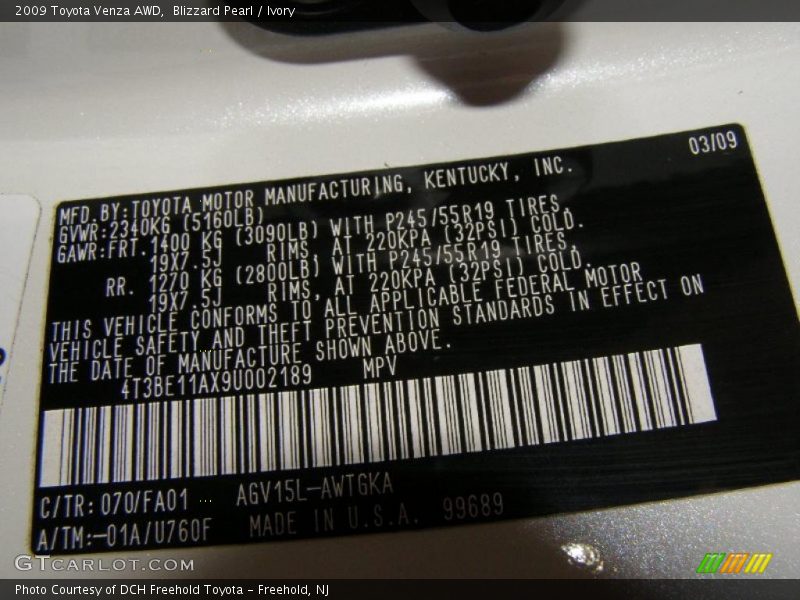 2009 Toyota Venza AWD,  Blizzard Pearl / Ivory
03/09
MFD.BY:TOYOTA MOTOR MANUFACTURING, KENTUCKY, INC.
GVWR:2340KG (5160LB)
GAWR:FRT.1400 KG (3090LB) WITH P245/55R19 TIRES,
19X7.5J RIMS, AT 220KPA (32PSI) COLD.
RR. 1270 KG (2800LB) WITH P245/55R19 TIRES,
19X7.5J RIMS, AT 220KPA (32PSI) COLD.
THIS VEHICLE CONFORMS TO ALL APPLICABLE FEDERAL MOTOR
VEHICLE SAFETY AND THEFT PREVENTION STANDARDS IN EFFECT ON
THE DATE OF MANUFACTURE SHOWN ABOVE.
4T3BE11AX9U002189 MPV
C/TR:070/FA01 ... AGV15L-AWTGKA
A/TM:-01A/U760F MADE IN U.S.A. 99689
GTCARLOT.COM
Photo Courtesy of DCH Freehold Toyota - Freehold, NJ